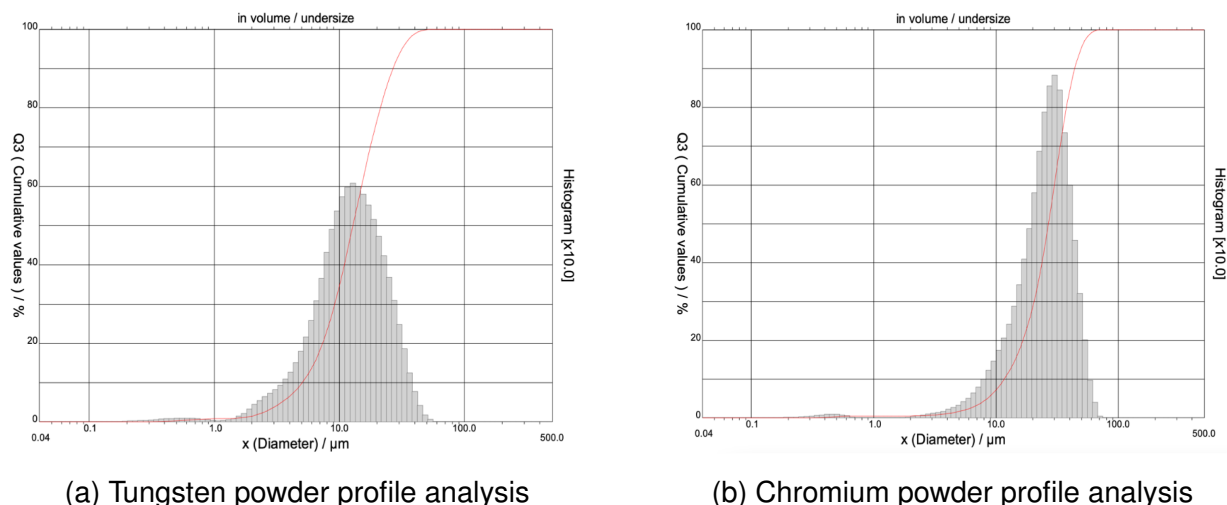 in volume / undersize
100
80
60
40
20
0
Q3 ( Cumulative values ) / %
Histogram [x10.0]
0.04 0.1 1.0 10.0 100.0 500.0
x (Diameter) / µm
(a) Tungsten powder profile analysis
in volume / undersize
100
80
60
40
20
0
Q3 ( Cumulative values ) / %
Histogram [x10.0]
0.04 0.1 1.0 10.0 100.0 500.0
x (Diameter) / µm
(b) Chromium powder profile analysis